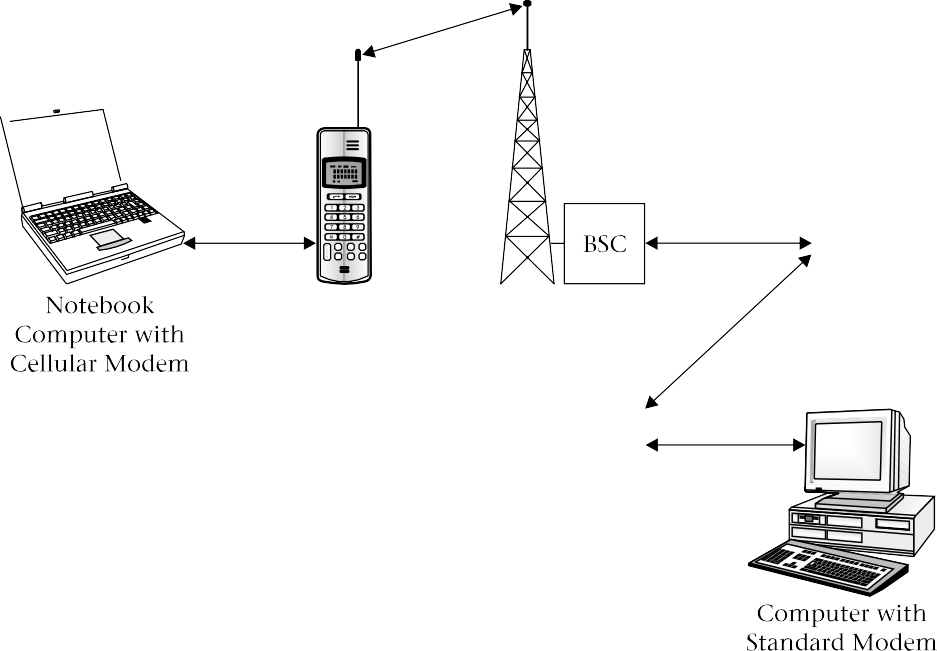 BSC
Notebook
Computer with
Cellular Modem
Computer with
Standard Modem